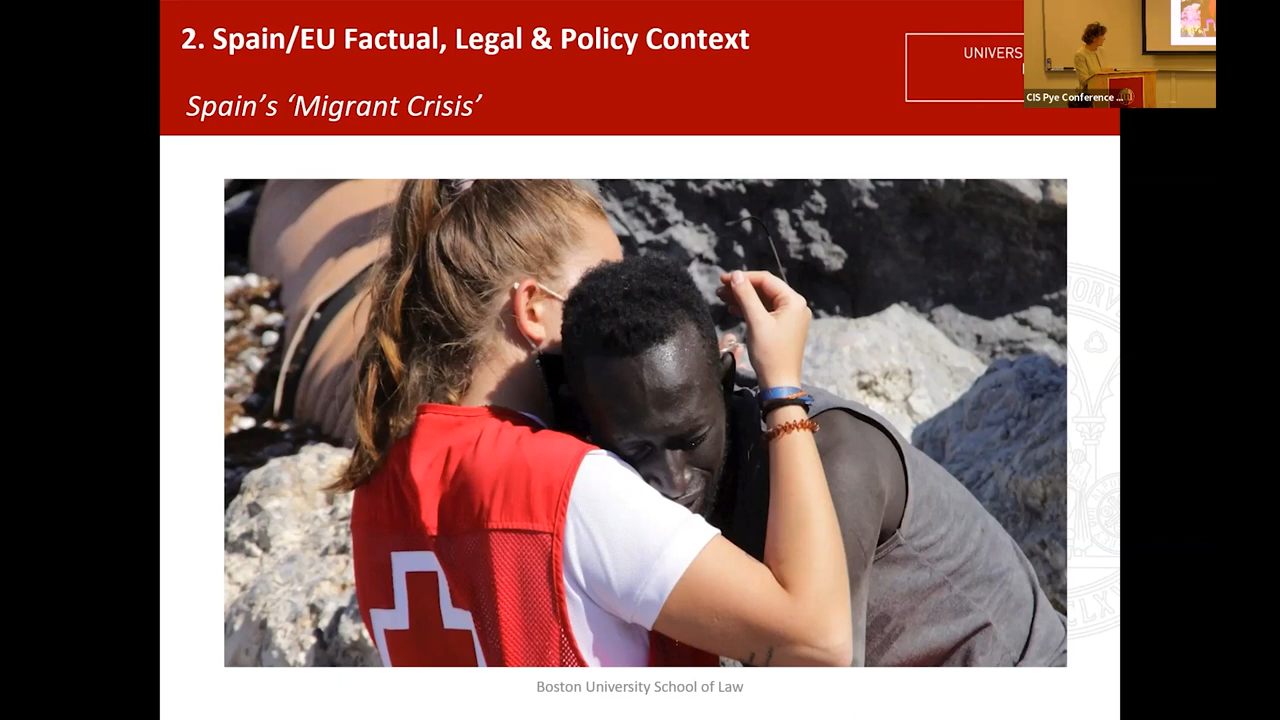 2. Spain/EU Factual, Legal & Policy Context
Spain's 'Migrant Crisis'
UNIVERS
CIS Pye Conference ...
Boston University School of Law